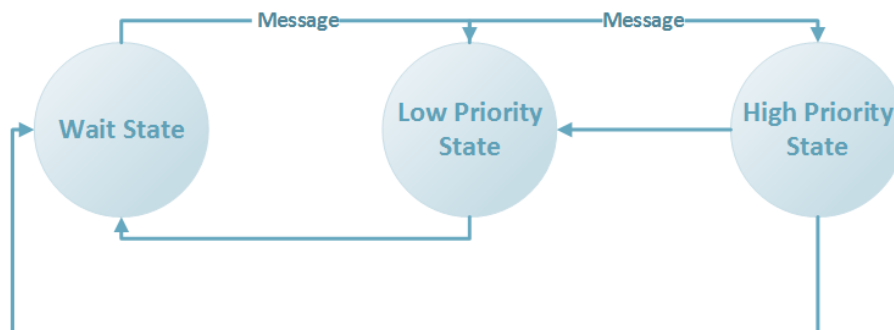 Message
Message
Wait State
Low Priority
State
High Priority
State